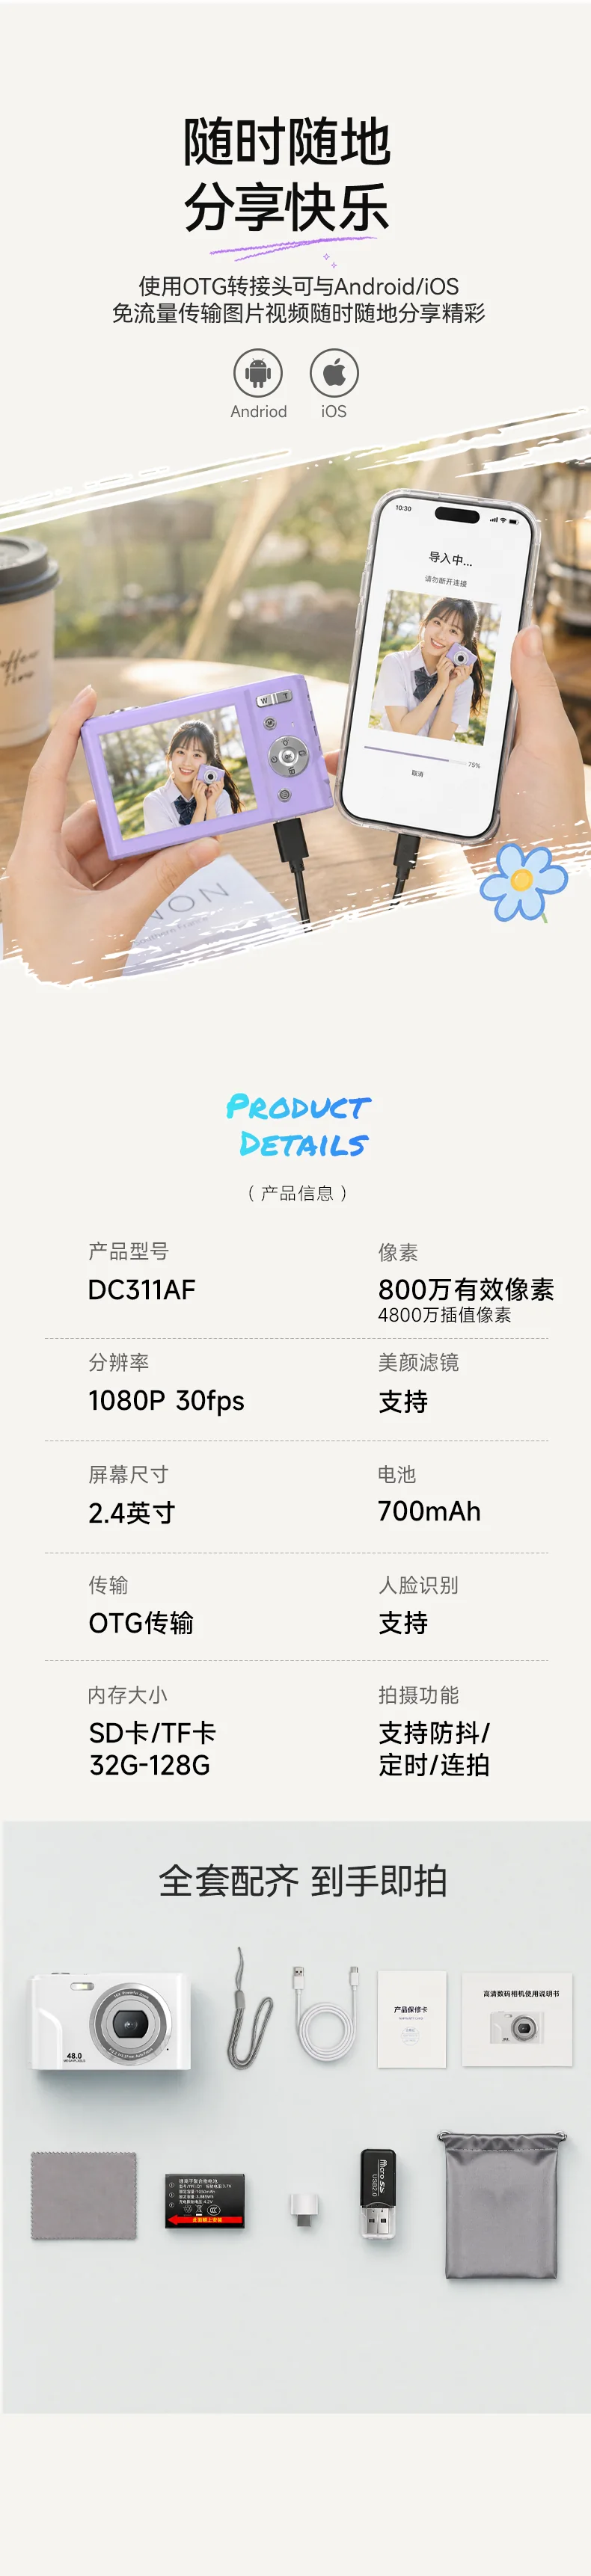 随时随地
分享快乐
使用OTG转接头可与Android/iOS
免流量传输图片视频随时随地分享精彩
Andriod
iOS
10:30
导入中...
请勿断开连接
75%
取消
W T
Coffee
Time
NON
PRODUCT
DETAILS
( 产品信息 )
产品型号
DC311AF
像素
800万有效像素
4800万插值像素
分辨率
1080P 30fps
美颜滤镜
支持
屏幕尺寸
2.4英寸
电池
700mAh
传输
OTG传输
人脸识别
支持
内存大小
SD卡/TF卡
32G-128G
拍摄功能
支持防抖/
定时/连拍
全套配齐 到手即拍
48.0
产品保修卡
高清数码相机使用说明书
Micro SD
USB2.0